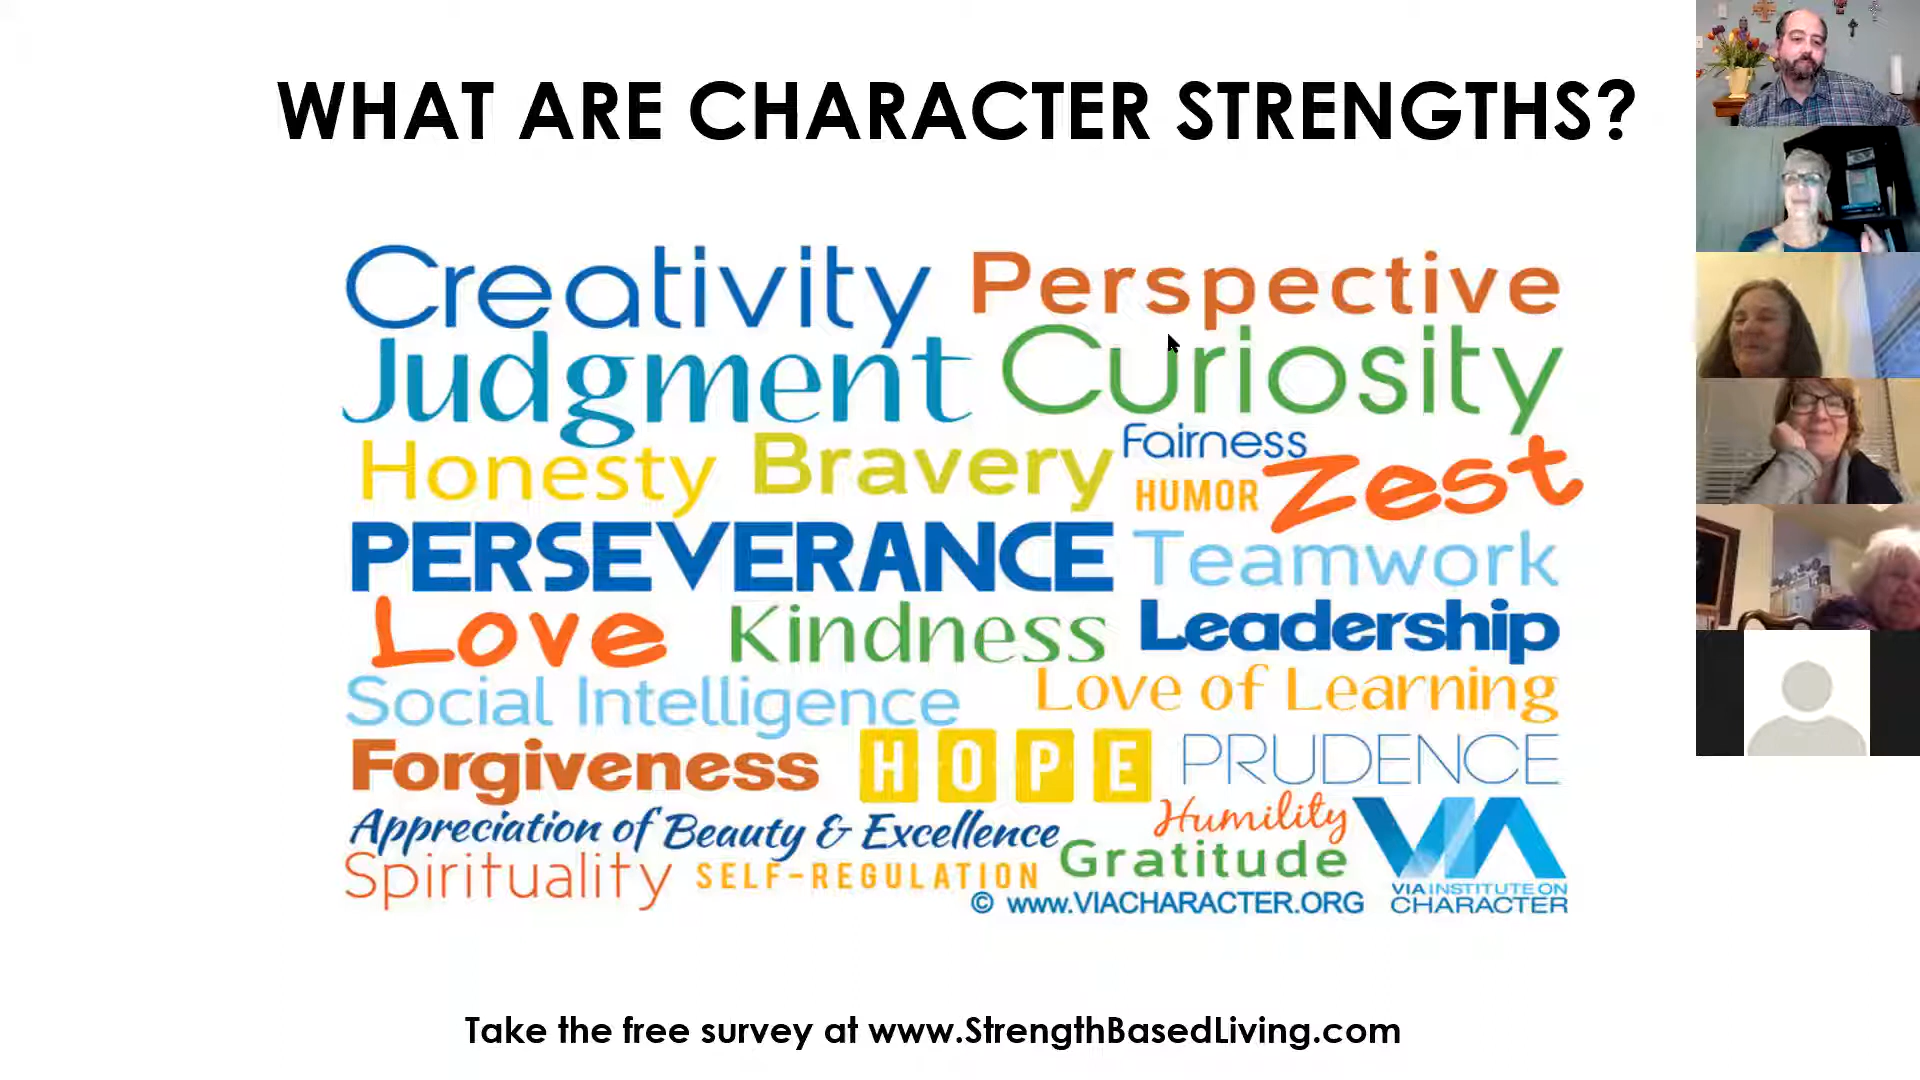 WHAT ARE CHARACTER STRENGTHS?
Creativity Perspective
Judgment Curiosity
Honesty Bravery Fairness
HUMOR Zest
PERSEVERANCE Teamwork
Love Kindness Leadership
Social Intelligence Love of Learning
Forgiveness HOPE PRUDENCE
Appreciation of Beauty & Excellence Humility
Spirituality SELF-REGULATION Gratitude
VIA INSTITUTE ON
© www.VIACHARACTER.ORG CHARACTER
Take the free survey at www.StrengthBasedLiving.com